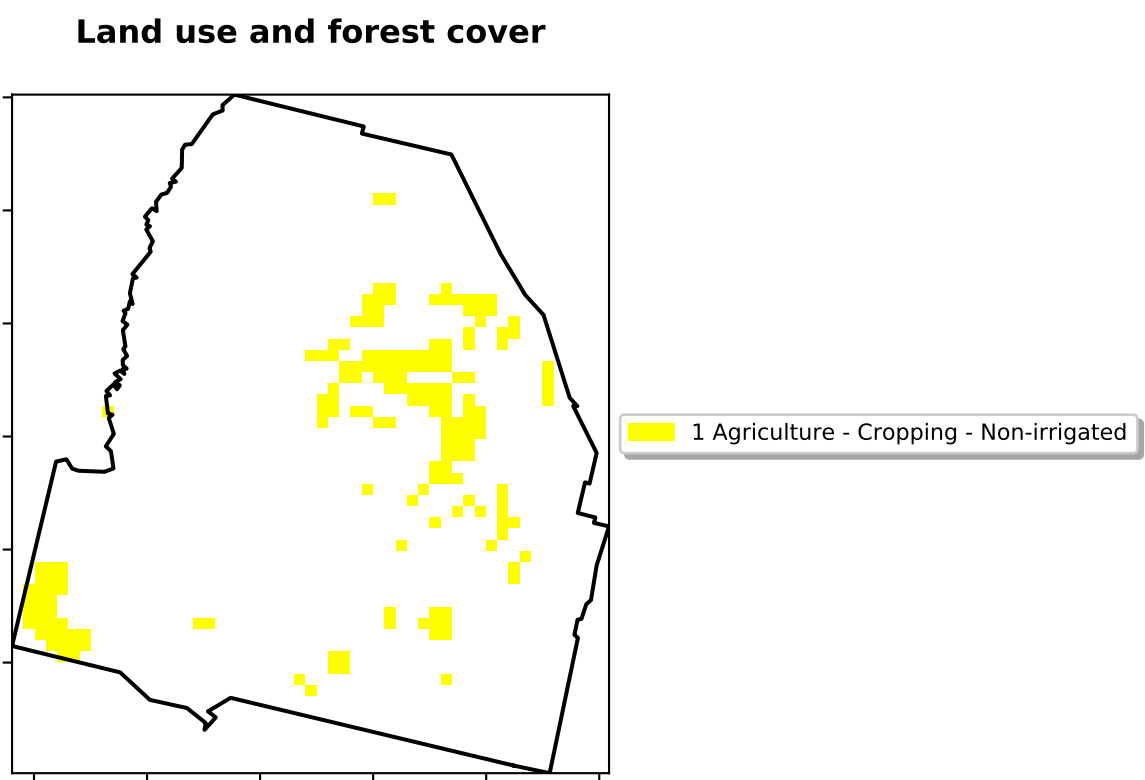 Land use and forest cover
1 Agriculture - Cropping - Non-irrigated